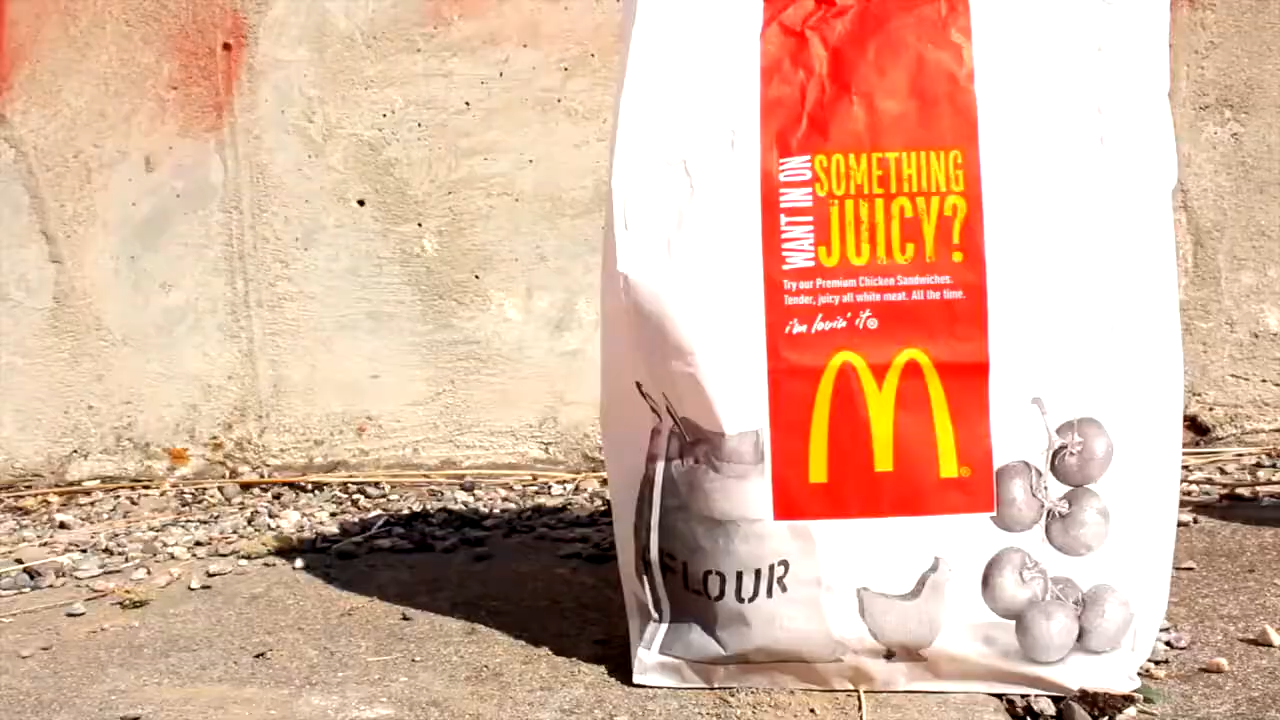 WANT IN ON
SOMETHING
JUICY?
Try our Premium Chicken Sandwiches.
Tender, juicy all white meat. All the time.
i'm lovin' it®
M®
FLOUR